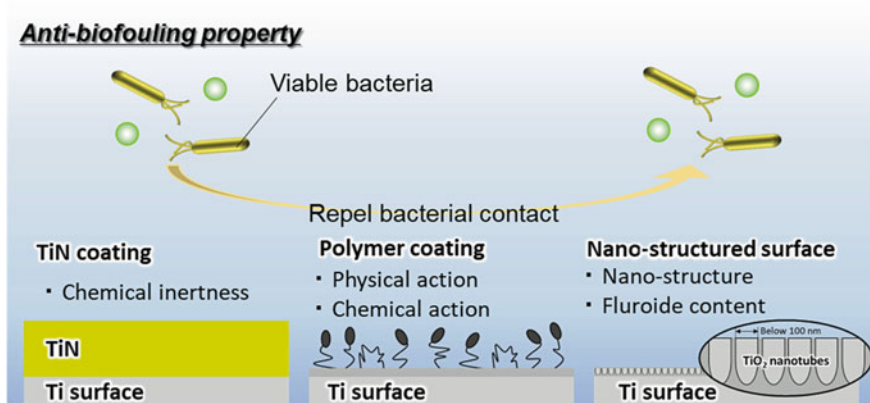 Anti-biofouling property
Viable bacteria
Repel bacterial contact
TiN coating
・Chemical inertness
TiN
Ti surface
Polymer coating
・Physical action
・Chemical action
Ti surface
Nano-structured surface
・Nano-structure
・Fluroide content
Below 100 nm
TiO₂ nanotubes
Ti surface